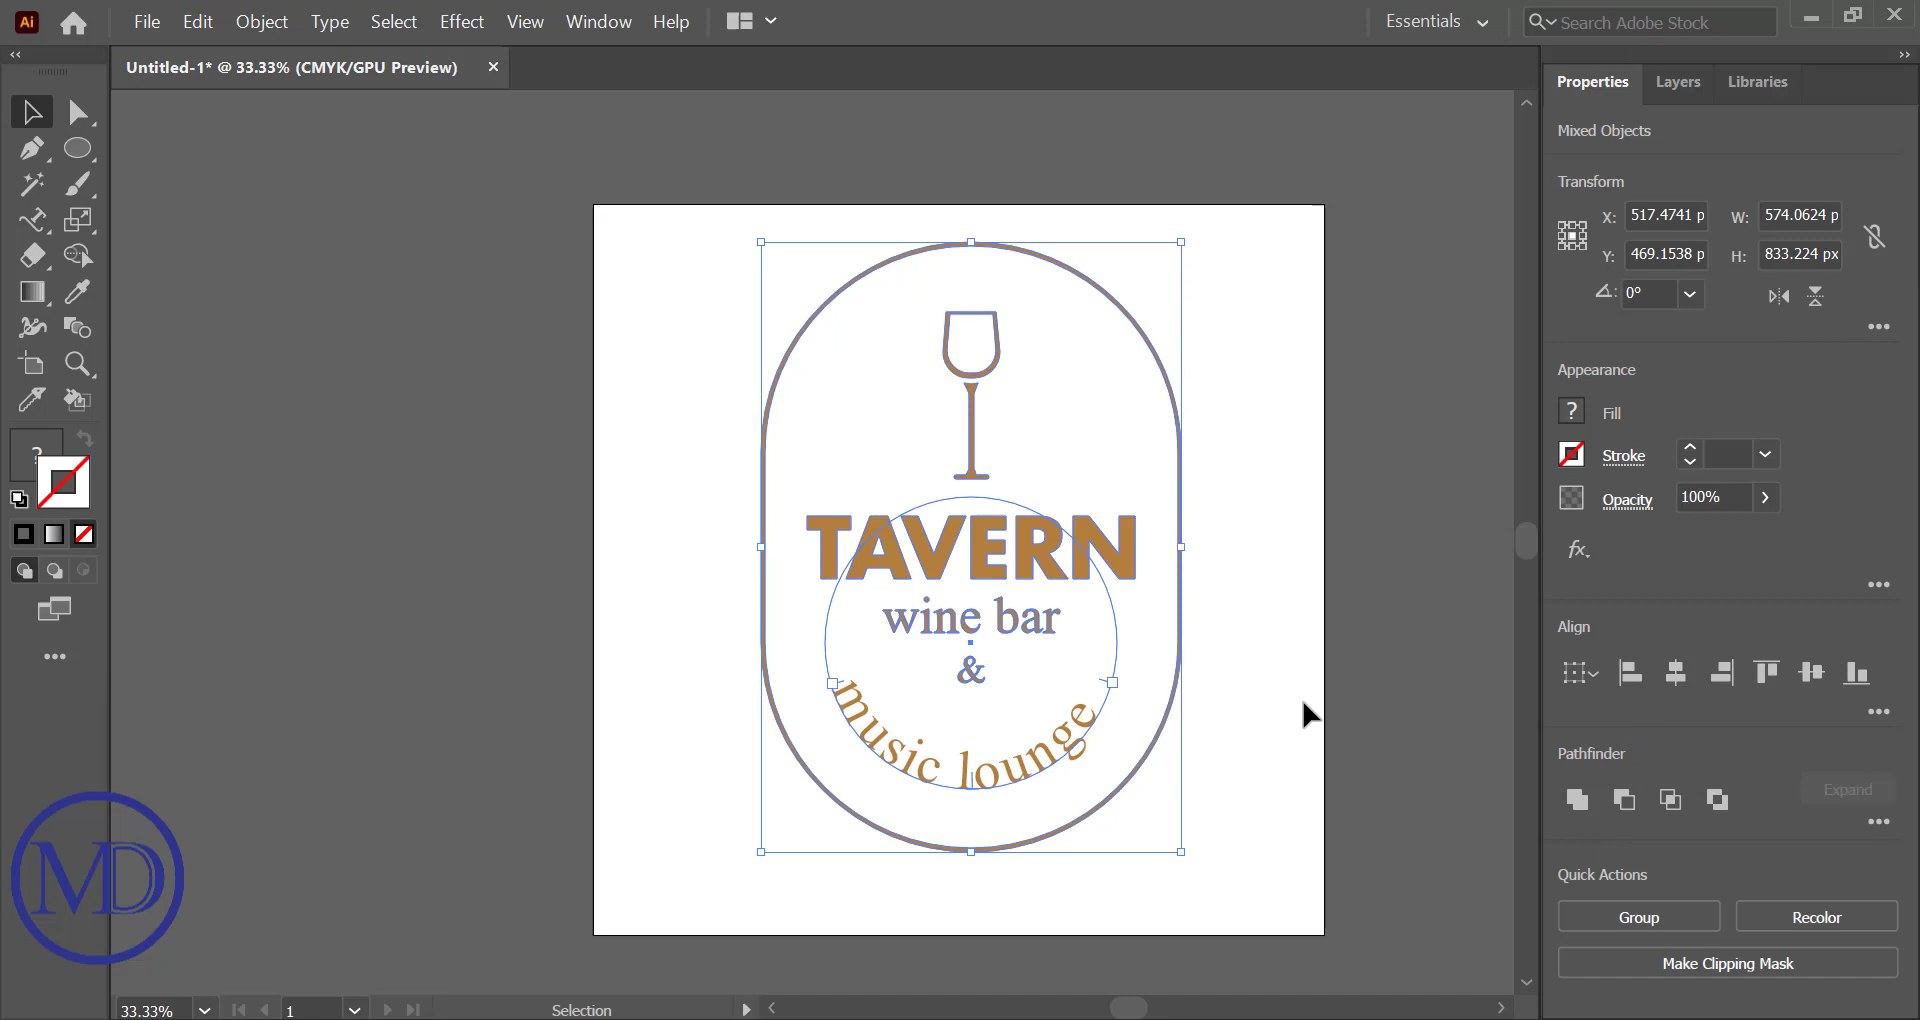 Ai File Edit Object Type Select Effect View Window Help Essentials Search Adobe Stock
Untitled-1* @ 33.33% (CMYK/GPU Preview)
Properties Layers Libraries
Mixed Objects
Transform
X: 517.4741 p W: 574.0624 p
Y: 469.1538 p H: 833.224 px
0°
Appearance
? Fill
Stroke
Opacity 100%
fx.
Align
Pathfinder
Expand
Quick Actions
Group Recolor
Make Clipping Mask
?
TAVERN
wine bar
&
music lounge
MD
33.33% 1 Selection